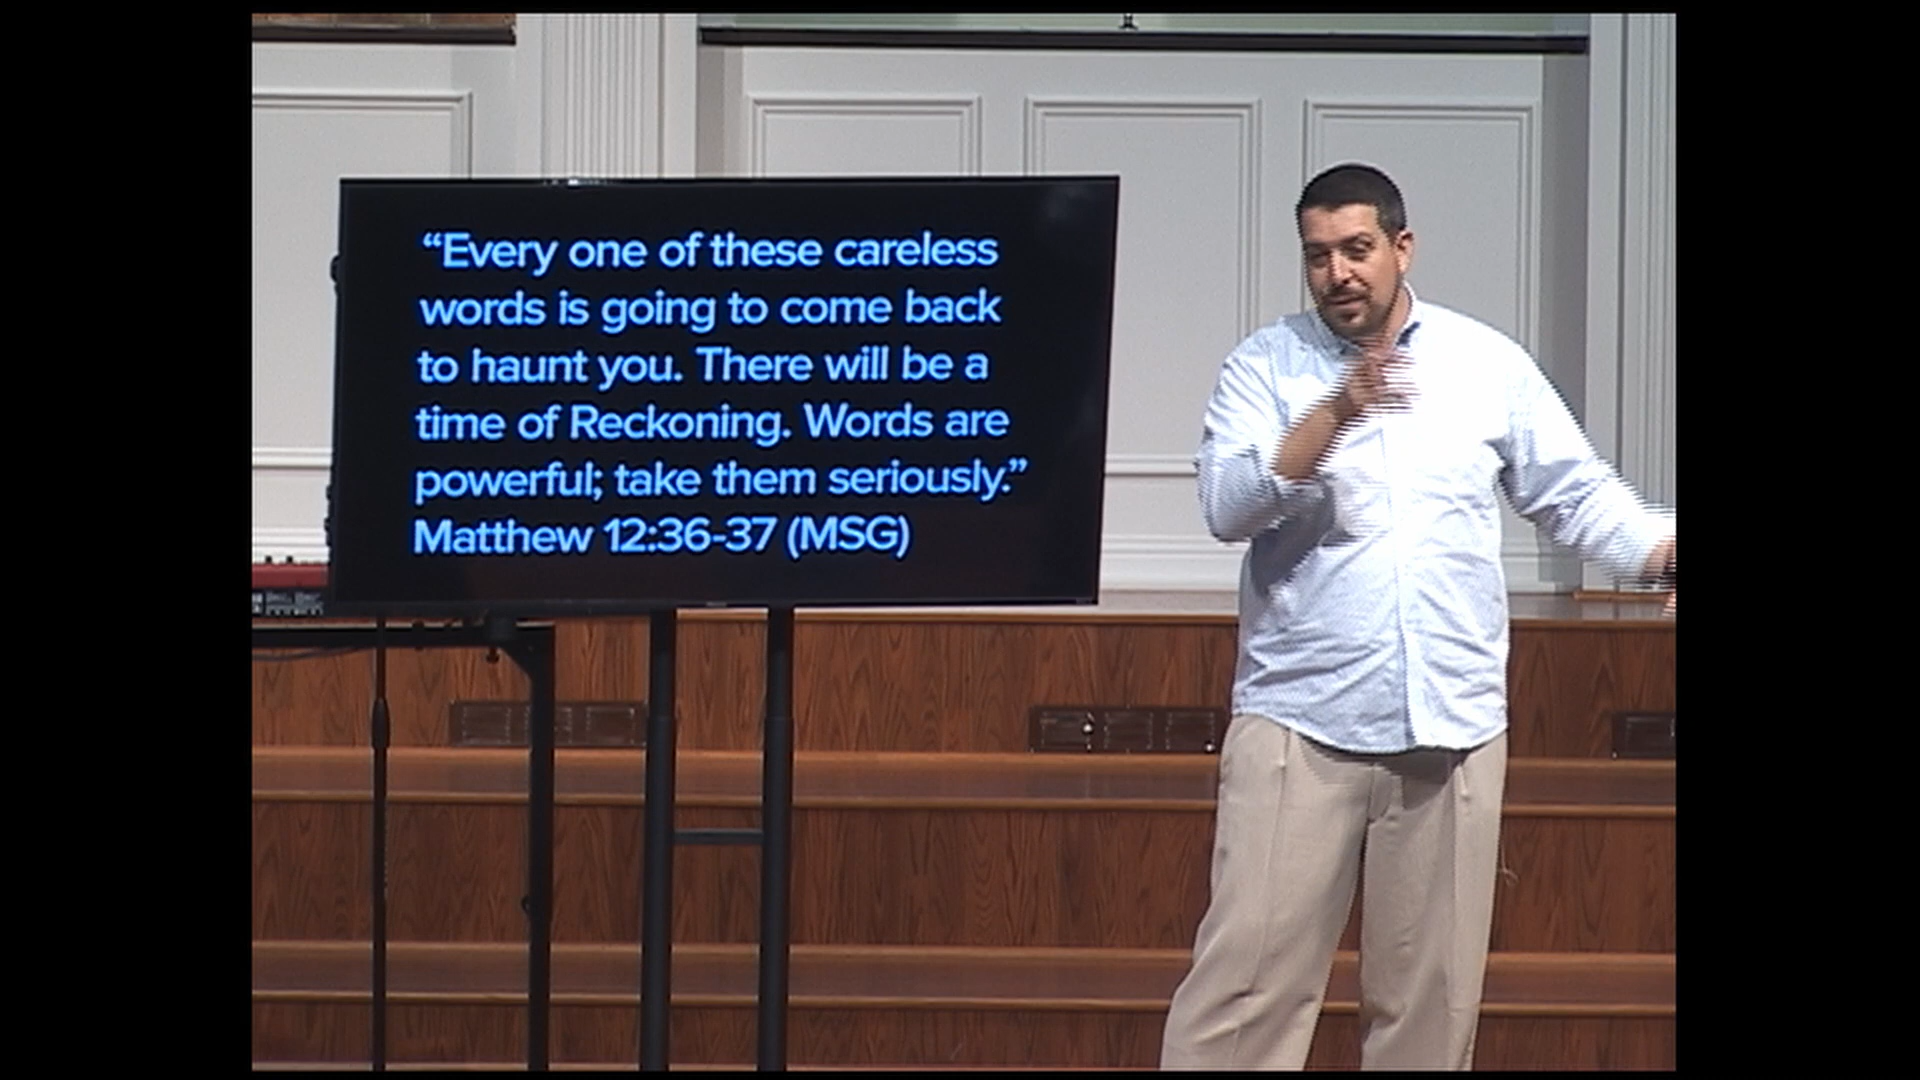 “Every one of these careless
words is going to come back
to haunt you. There will be a
time of Reckoning. Words are
powerful; take them seriously.”
Matthew 12:36-37 (MSG)